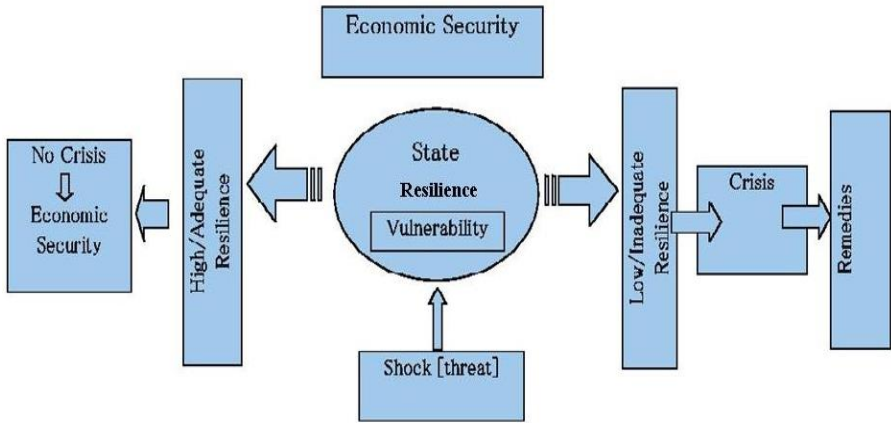 Economic Security
No Crisis
Economic
Security
High/Adequate
Resilience
State
Resilience
Vulnerability
Shock [threat]
Low/Inadequate
Resilience
Crisis
Remedies